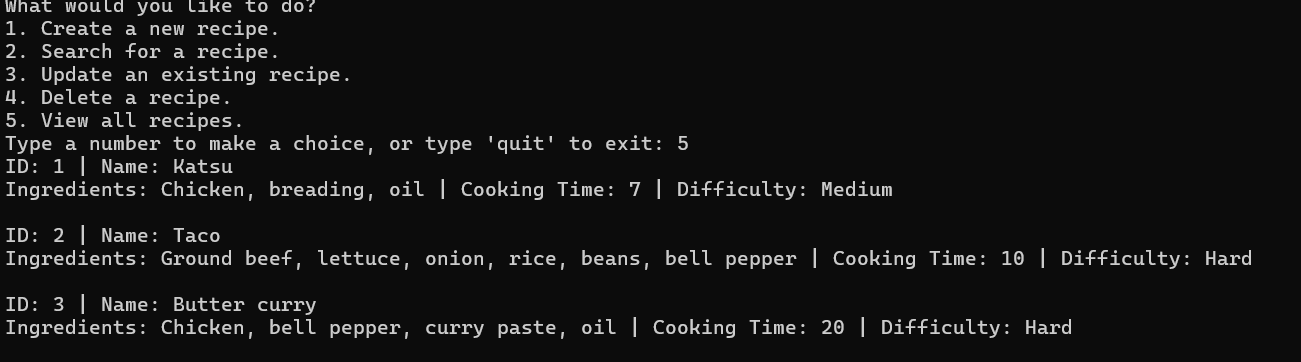 What would you like to do?
1. Create a new recipe.
2. Search for a recipe.
3. Update an existing recipe.
4. Delete a recipe.
5. View all recipes.
Type a number to make a choice, or type 'quit' to exit: 5
ID: 1 | Name: Katsu
Ingredients: Chicken, breading, oil | Cooking Time: 7 | Difficulty: Medium
ID: 2 | Name: Taco
Ingredients: Ground beef, lettuce, onion, rice, beans, bell pepper | Cooking Time: 10 | Difficulty: Hard
ID: 3 | Name: Butter curry
Ingredients: Chicken, bell pepper, curry paste, oil | Cooking Time: 20 | Difficulty: Hard